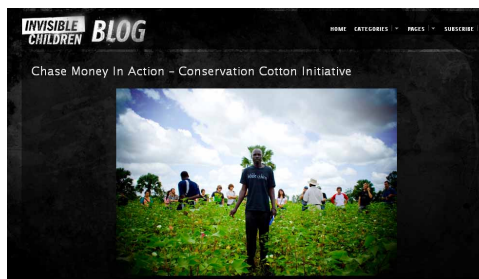 INVISIBLE CHILDREN BLOG
HOME CATEGORIES PAGES SUBSCRIBE
Chase Money In Action – Conservation Cotton Initiative